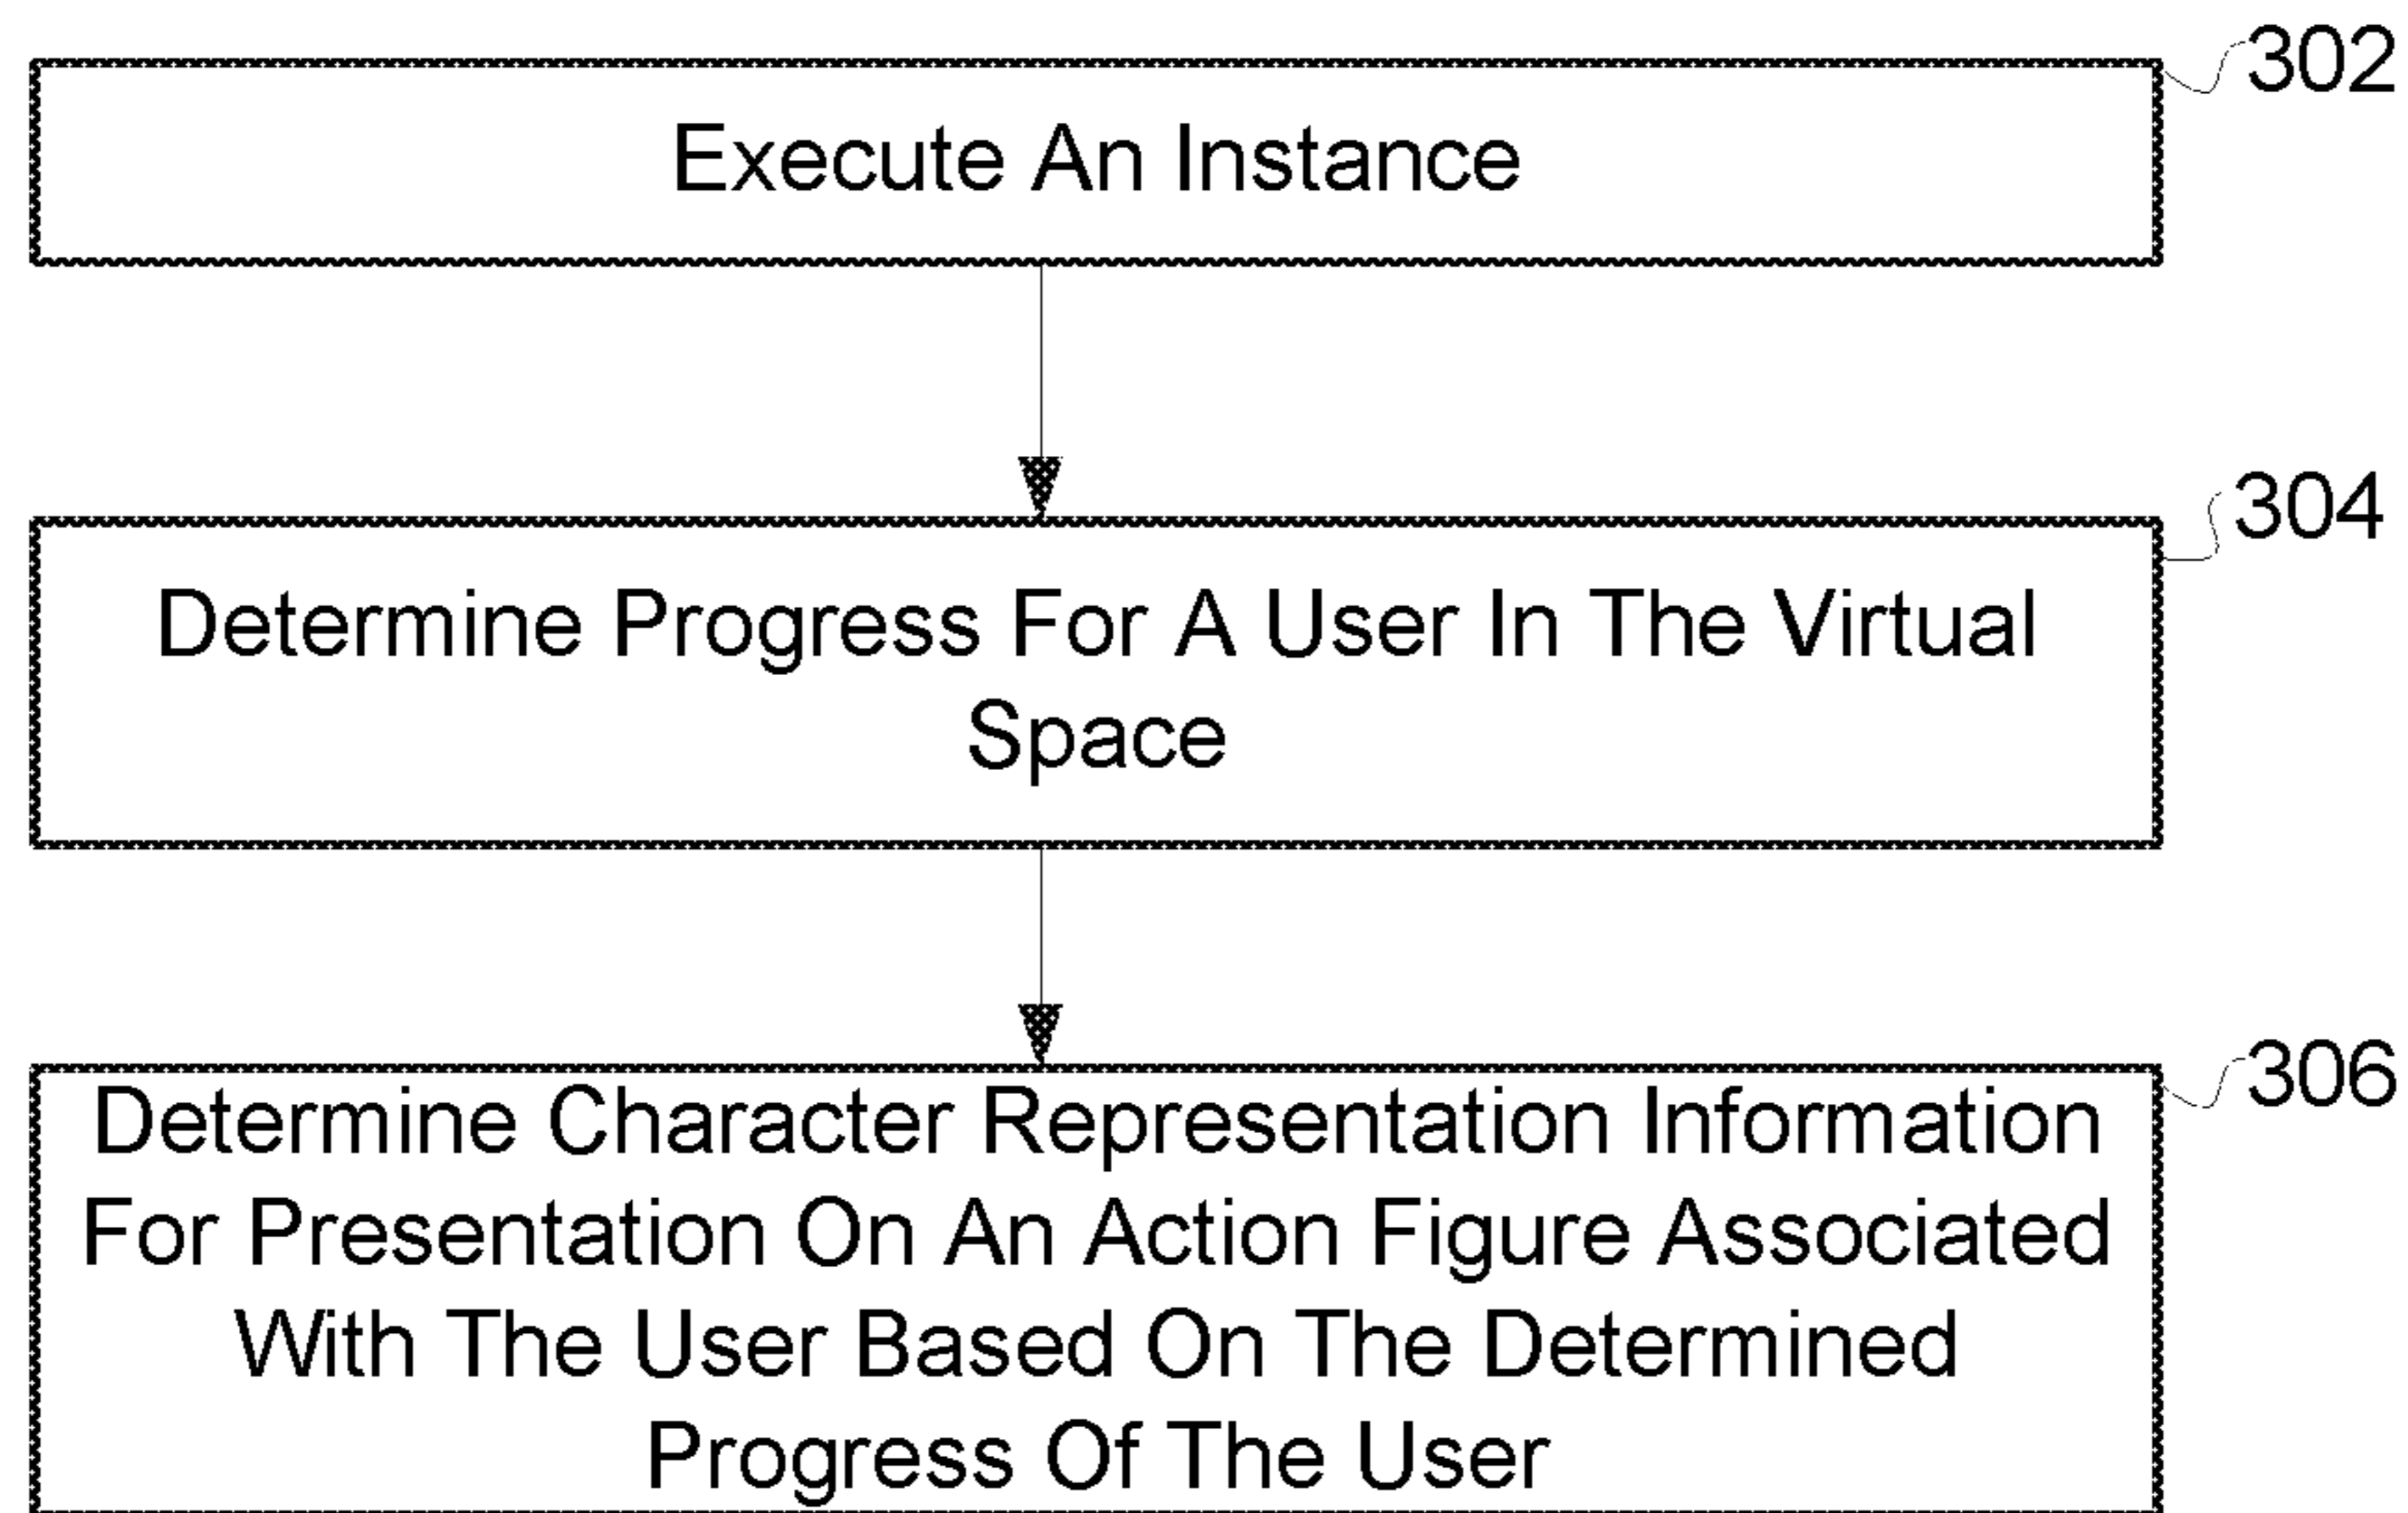 302
Execute An Instance
304
Determine Progress For A User In The Virtual
Space
306
Determine Character Representation Information
For Presentation On An Action Figure Associated
With The User Based On The Determined
Progress Of The User